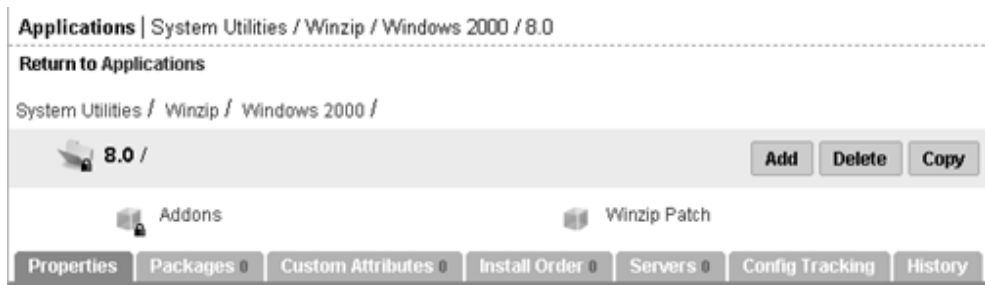 Applications | System Utilities / Winzip / Windows 2000 / 8.0
Return to Applications
System Utilities / Winzip / Windows 2000 /
8.0 / Add Delete Copy
Addons Winzip Patch
Properties Packages 0 Custom Attributes 0 Install Order 0 Servers 0 Config Tracking History